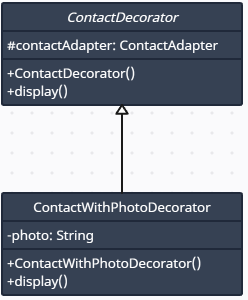 ContactDecorator
#contactAdapter: ContactAdapter
+ContactDecorator()
+display()
ContactWithPhotoDecorator
-photo: String
+ContactWithPhotoDecorator()
+display()